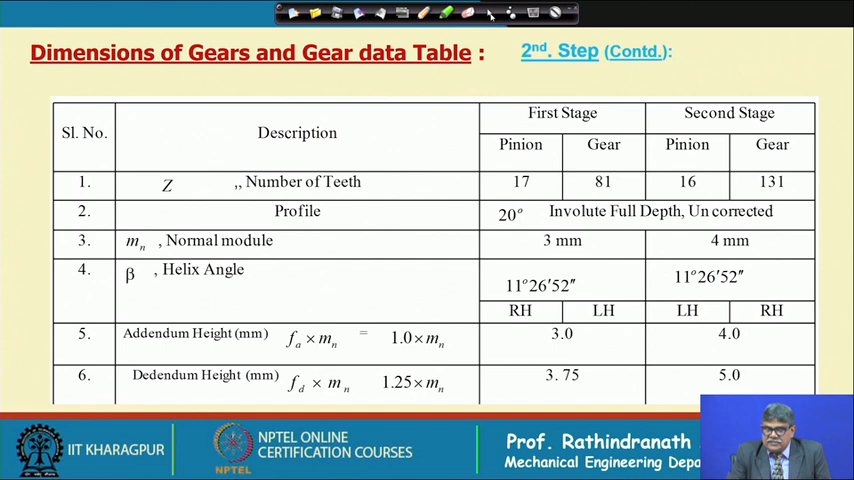 Dimensions of Gears and Gear data Table : 2nd. Step (Contd.):
Sl. No. Description First Stage Second Stage
Pinion Gear Pinion Gear
1. Z ,, Number of Teeth 17 81 16 131
2. Profile 20° Involute Full Depth, Un corrected
3. mn , Normal module 3 mm 4 mm
4. β , Helix Angle 11°26′52″ 11°26′52″
RH LH LH RH
5. Addendum Height (mm) fa × mn = 1.0 × mn 3.0 4.0
6. Dedendum Height (mm) fd × mn 1.25 × mn 3. 75 5.0
IIT KHARAGPUR
NPTEL
NPTEL ONLINE
CERTIFICATION COURSES
Prof. Rathindranath
Mechanical Engineering Depa